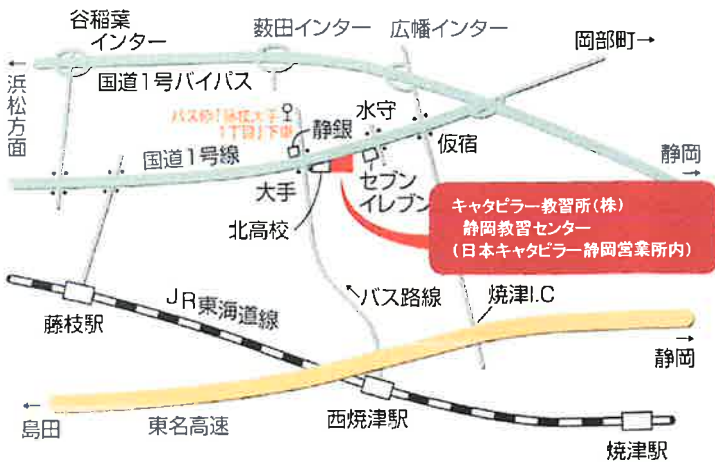 谷稲葉
インター
薮田インター
広幡インター
岡部町→
←
浜松方面
国道1号バイパス
バス停「藤枝大手
1丁目」下車
水守
静銀
国道1号線
仮宿
静岡
→
大手
セブン
イレブン
北高校
キャタピラー教習所(株)
静岡教習センター
(日本キャタピラー静岡営業所内)
バス路線
焼津I.C
JR東海道線
藤枝駅
→
静岡
←
島田
東名高速
西焼津駅
焼津駅